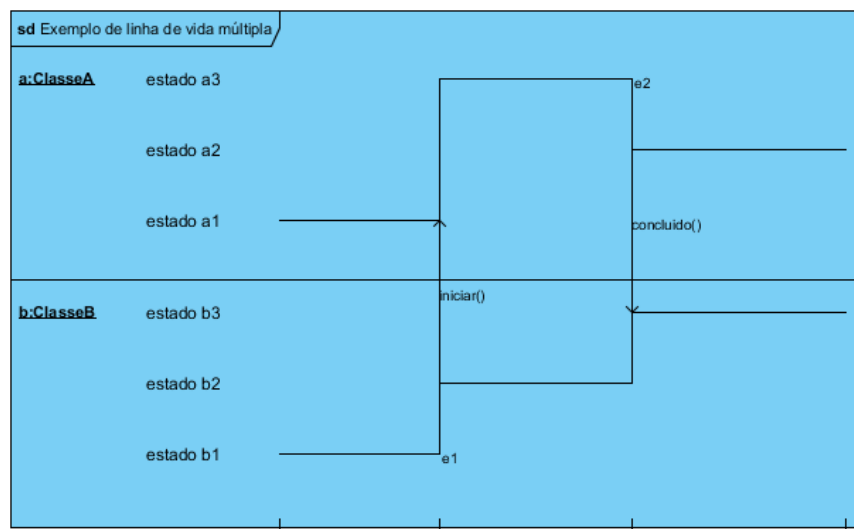 sd Exemplo de linha de vida múltipla
a:ClasseA estado a3
e2
estado a2
estado a1
concluido()
iniciar()
b:ClasseB estado b3
estado b2
estado b1
e1